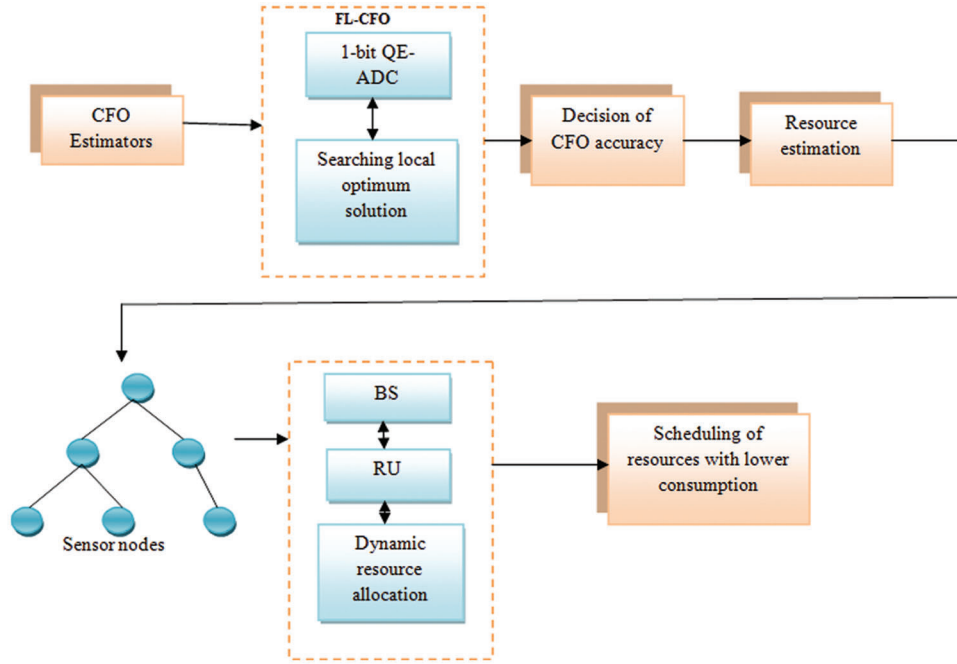 FL-CFO
1-bit QE-
ADC
CFO
Estimators
Searching local
optimum
solution
Decision of
CFO accuracy
Resource
estimation
Sensor nodes
BS
RU
Dynamic
resource
allocation
Scheduling of
resources with lower
consumption